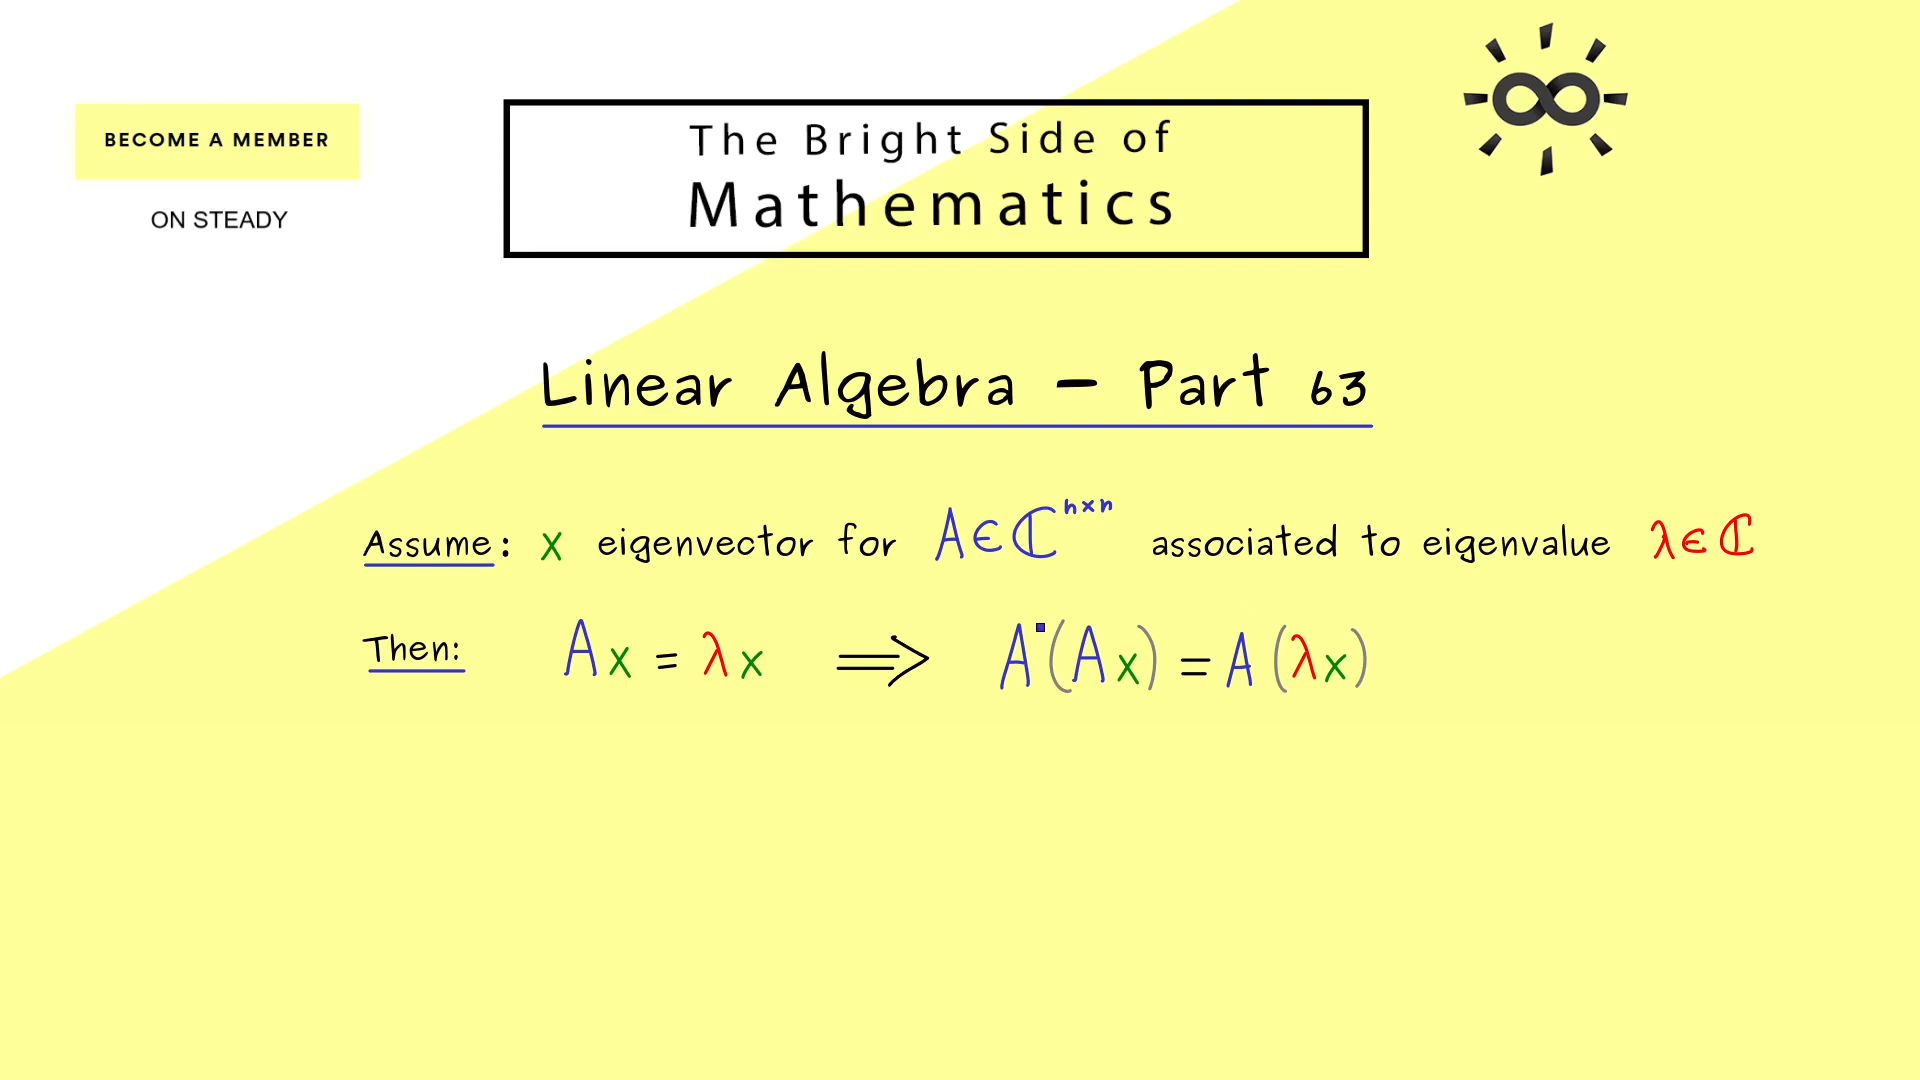 BECOME A MEMBER
ON STEADY
The Bright Side of
Mathematics
Linear Algebra – Part 63
Assume: x eigenvector for A ∈ ℂⁿˣⁿ associated to eigenvalue λ ∈ ℂ
Then: Ax = λx ⟹ A(Ax) = A(λx)